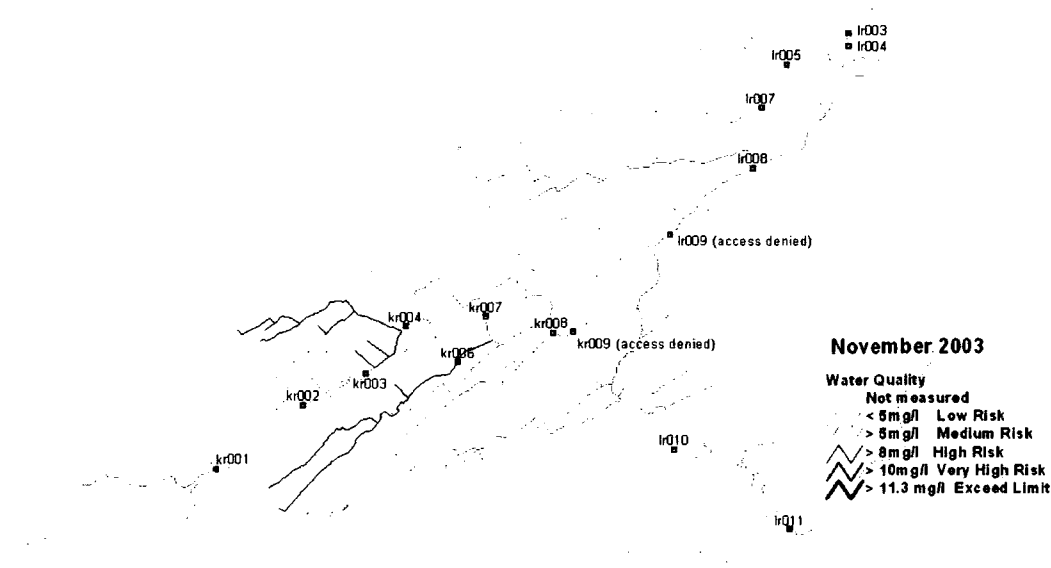 lr003
lr004
lr005
lr007
lr008
lr009 (access denied)
kr004
kr007
kr008
kr009 (access denied)
kr006
kr003
kr002
kr001
lr010
lr011
November 2003
Water Quality
Not measured
< 5mg/l Low Risk
> 5mg/l Medium Risk
> 8mg/l High Risk
> 10mg/l Very High Risk
> 11.3 mg/l Exceed Limit